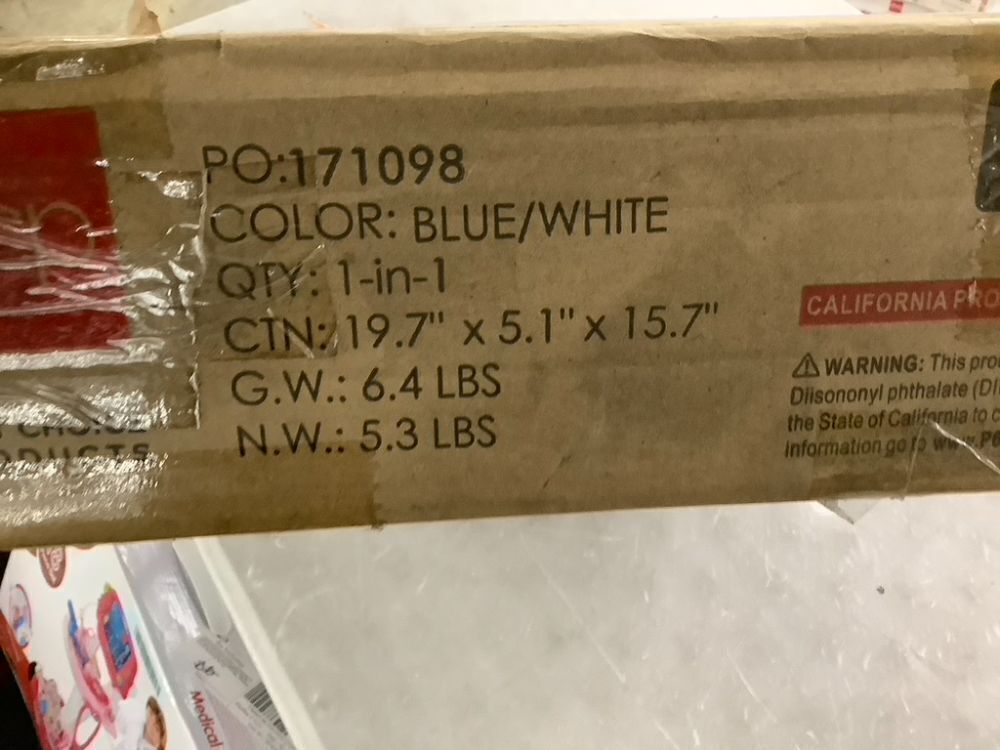 PO:171098
COLOR: BLUE/WHITE
QTY: 1-in-1
CTN: 19.7" x 5.1" x 15.7"
G.W.: 6.4 LBS
N.W.: 5.3 LBS
CHOICE
CALIFORNIA PRO
⚠ WARNING: This pro
Diisononyl phthalate (DI
the State of California to c
information go to www.P6
Medical